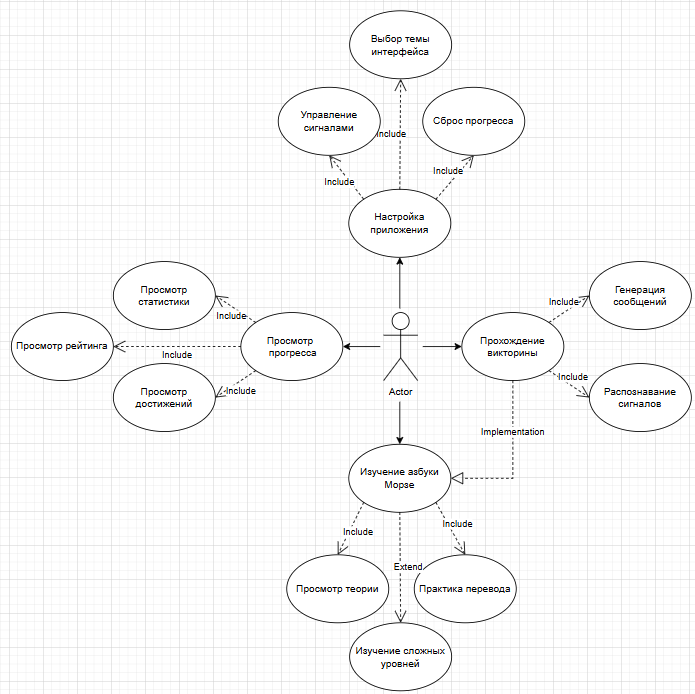 Выбор темы
интерфейса
Управление
сигналами
Include
Сброс прогресса
Include
Include
Настройка
приложения
Просмотр
статистики
Include
Генерация
сообщений
Include
Просмотр рейтинга
Include
Просмотр
прогресса
Прохождение
викторины
Просмотр
достижений
Include
Actor
Include
Распознавание
сигналов
Implementation
Изучение азбуки
Морзе
Include
Include
Extend
Просмотр теории
Практика перевода
Изучение сложных
уровней